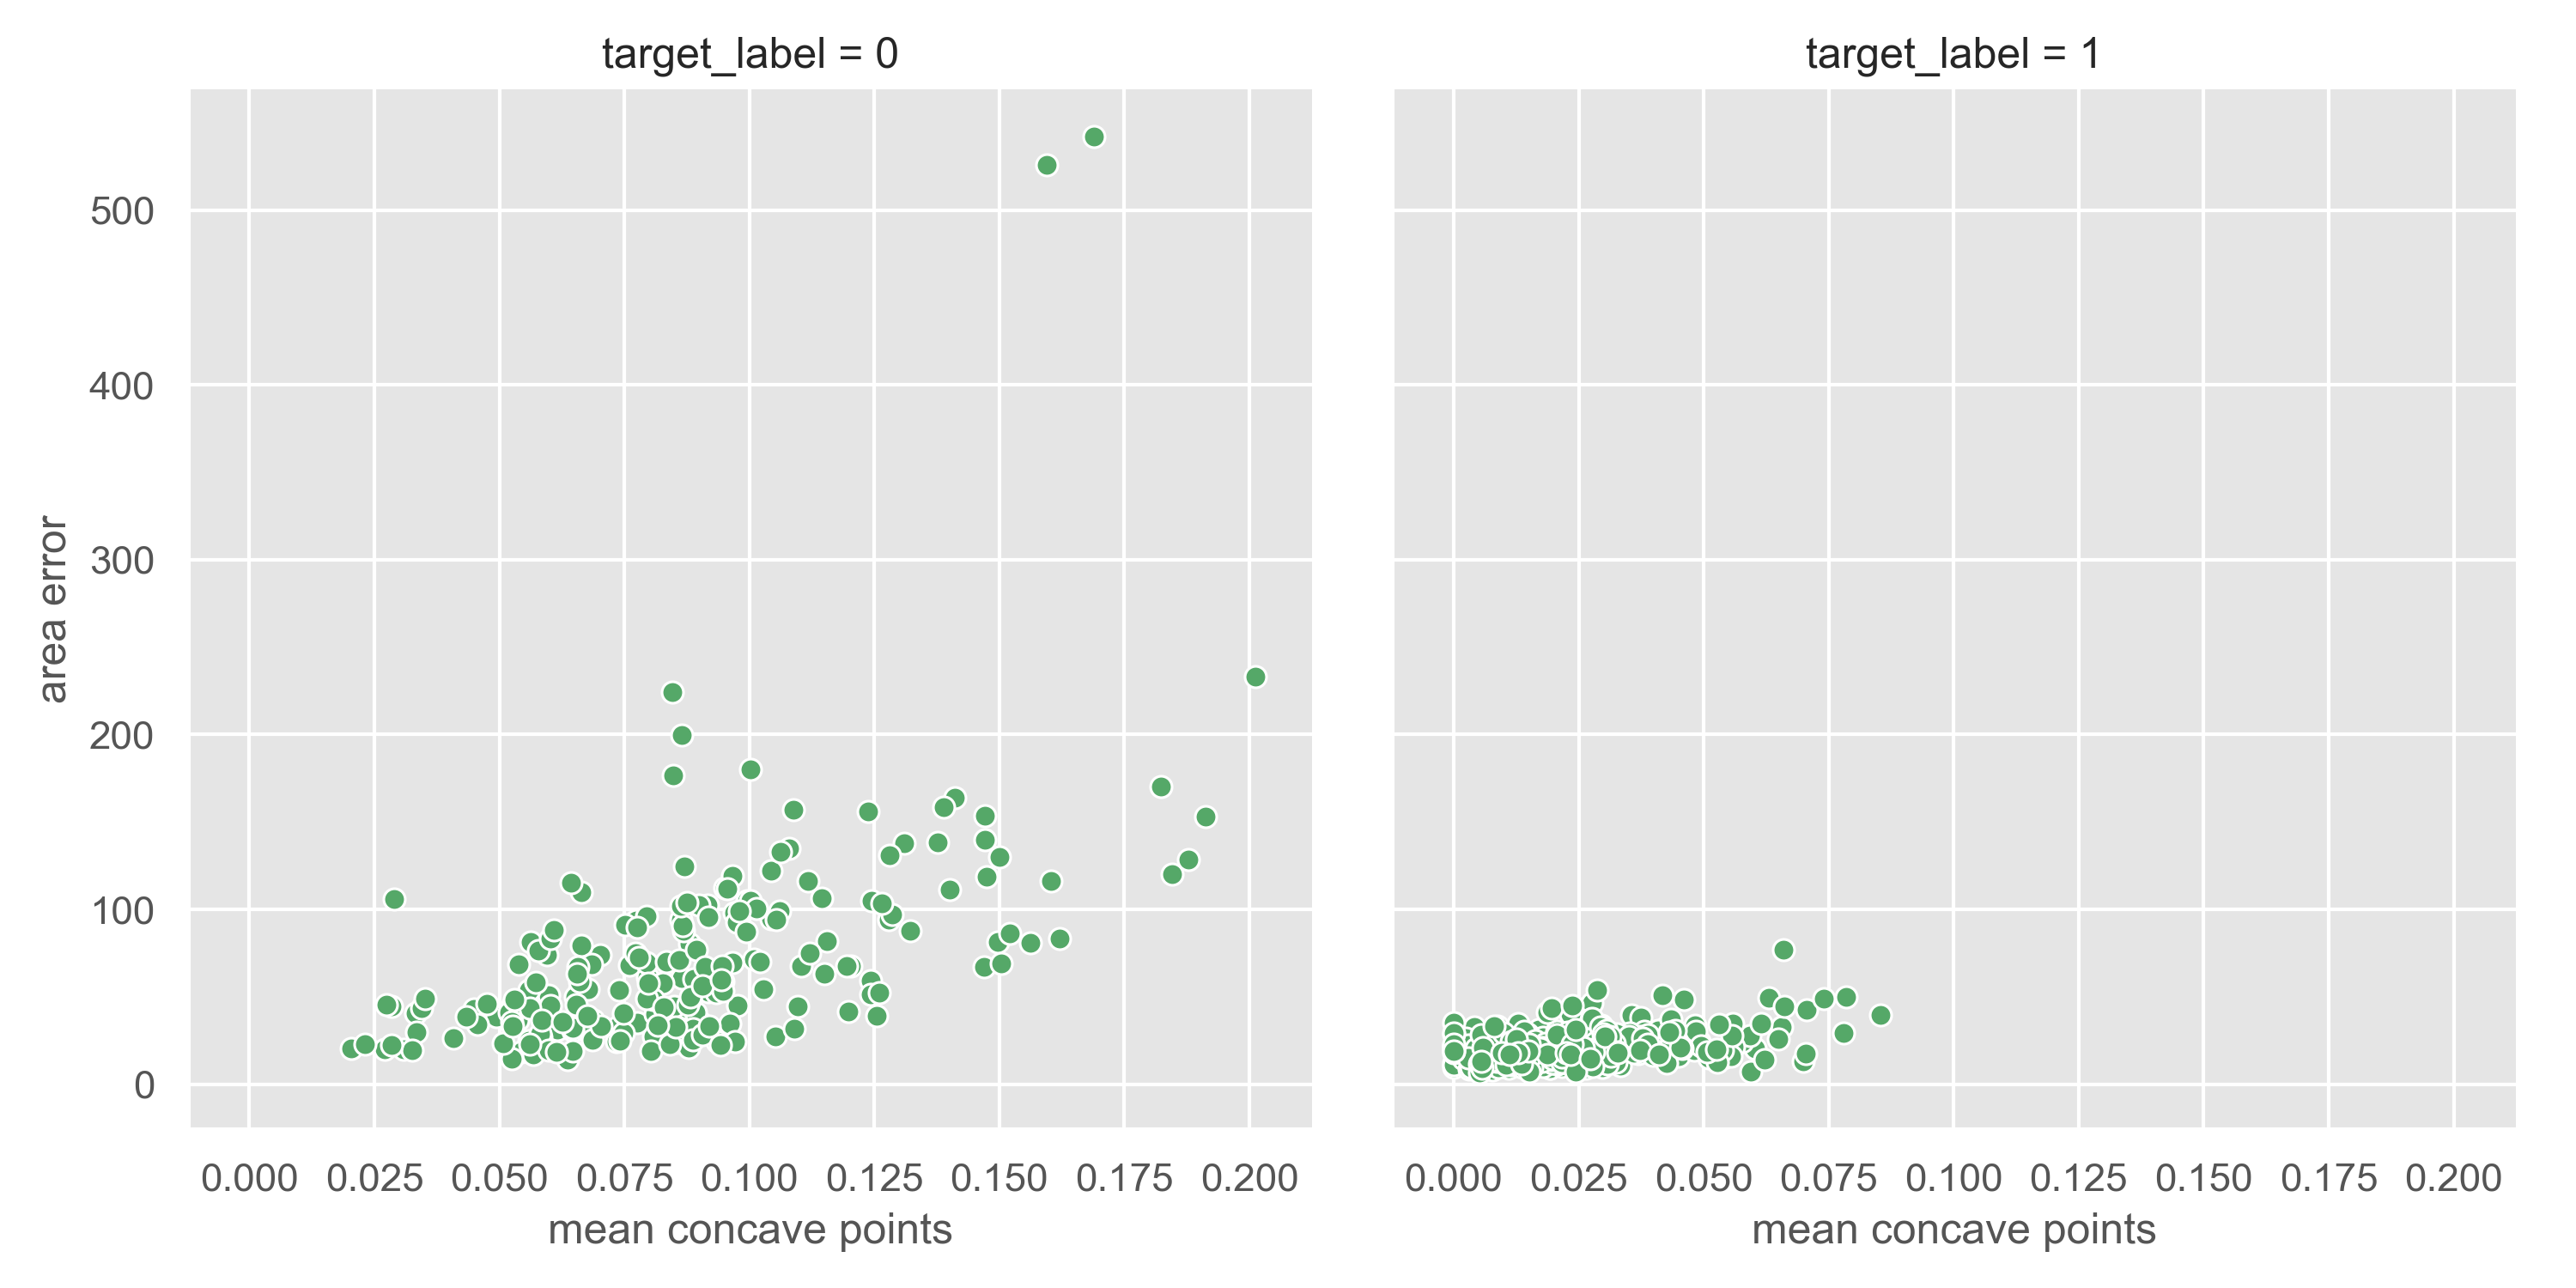 target_label = 0
target_label = 1
area error
500
400
300
200
100
0
0.000 0.025 0.050 0.075 0.100 0.125 0.150 0.175 0.200
0.000 0.025 0.050 0.075 0.100 0.125 0.150 0.175 0.200
mean concave points
mean concave points